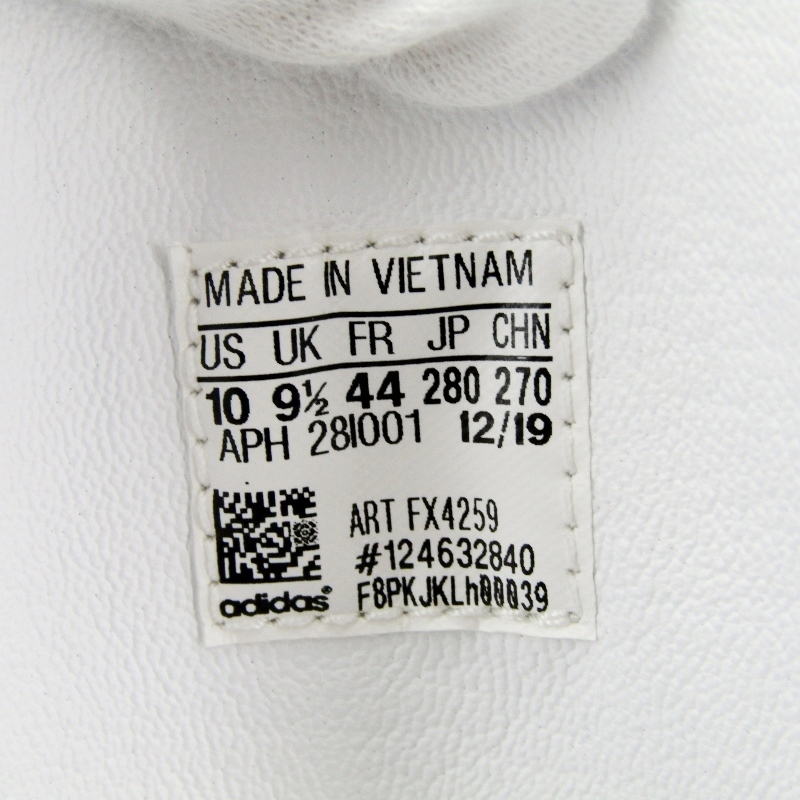 MADE IN VIETNAM
US UK FR JP CHN
10 9½ 44 280 270
APH 28I001 12/19
ART FX4259
#124632840
F8PKJKLh00039
adidas®